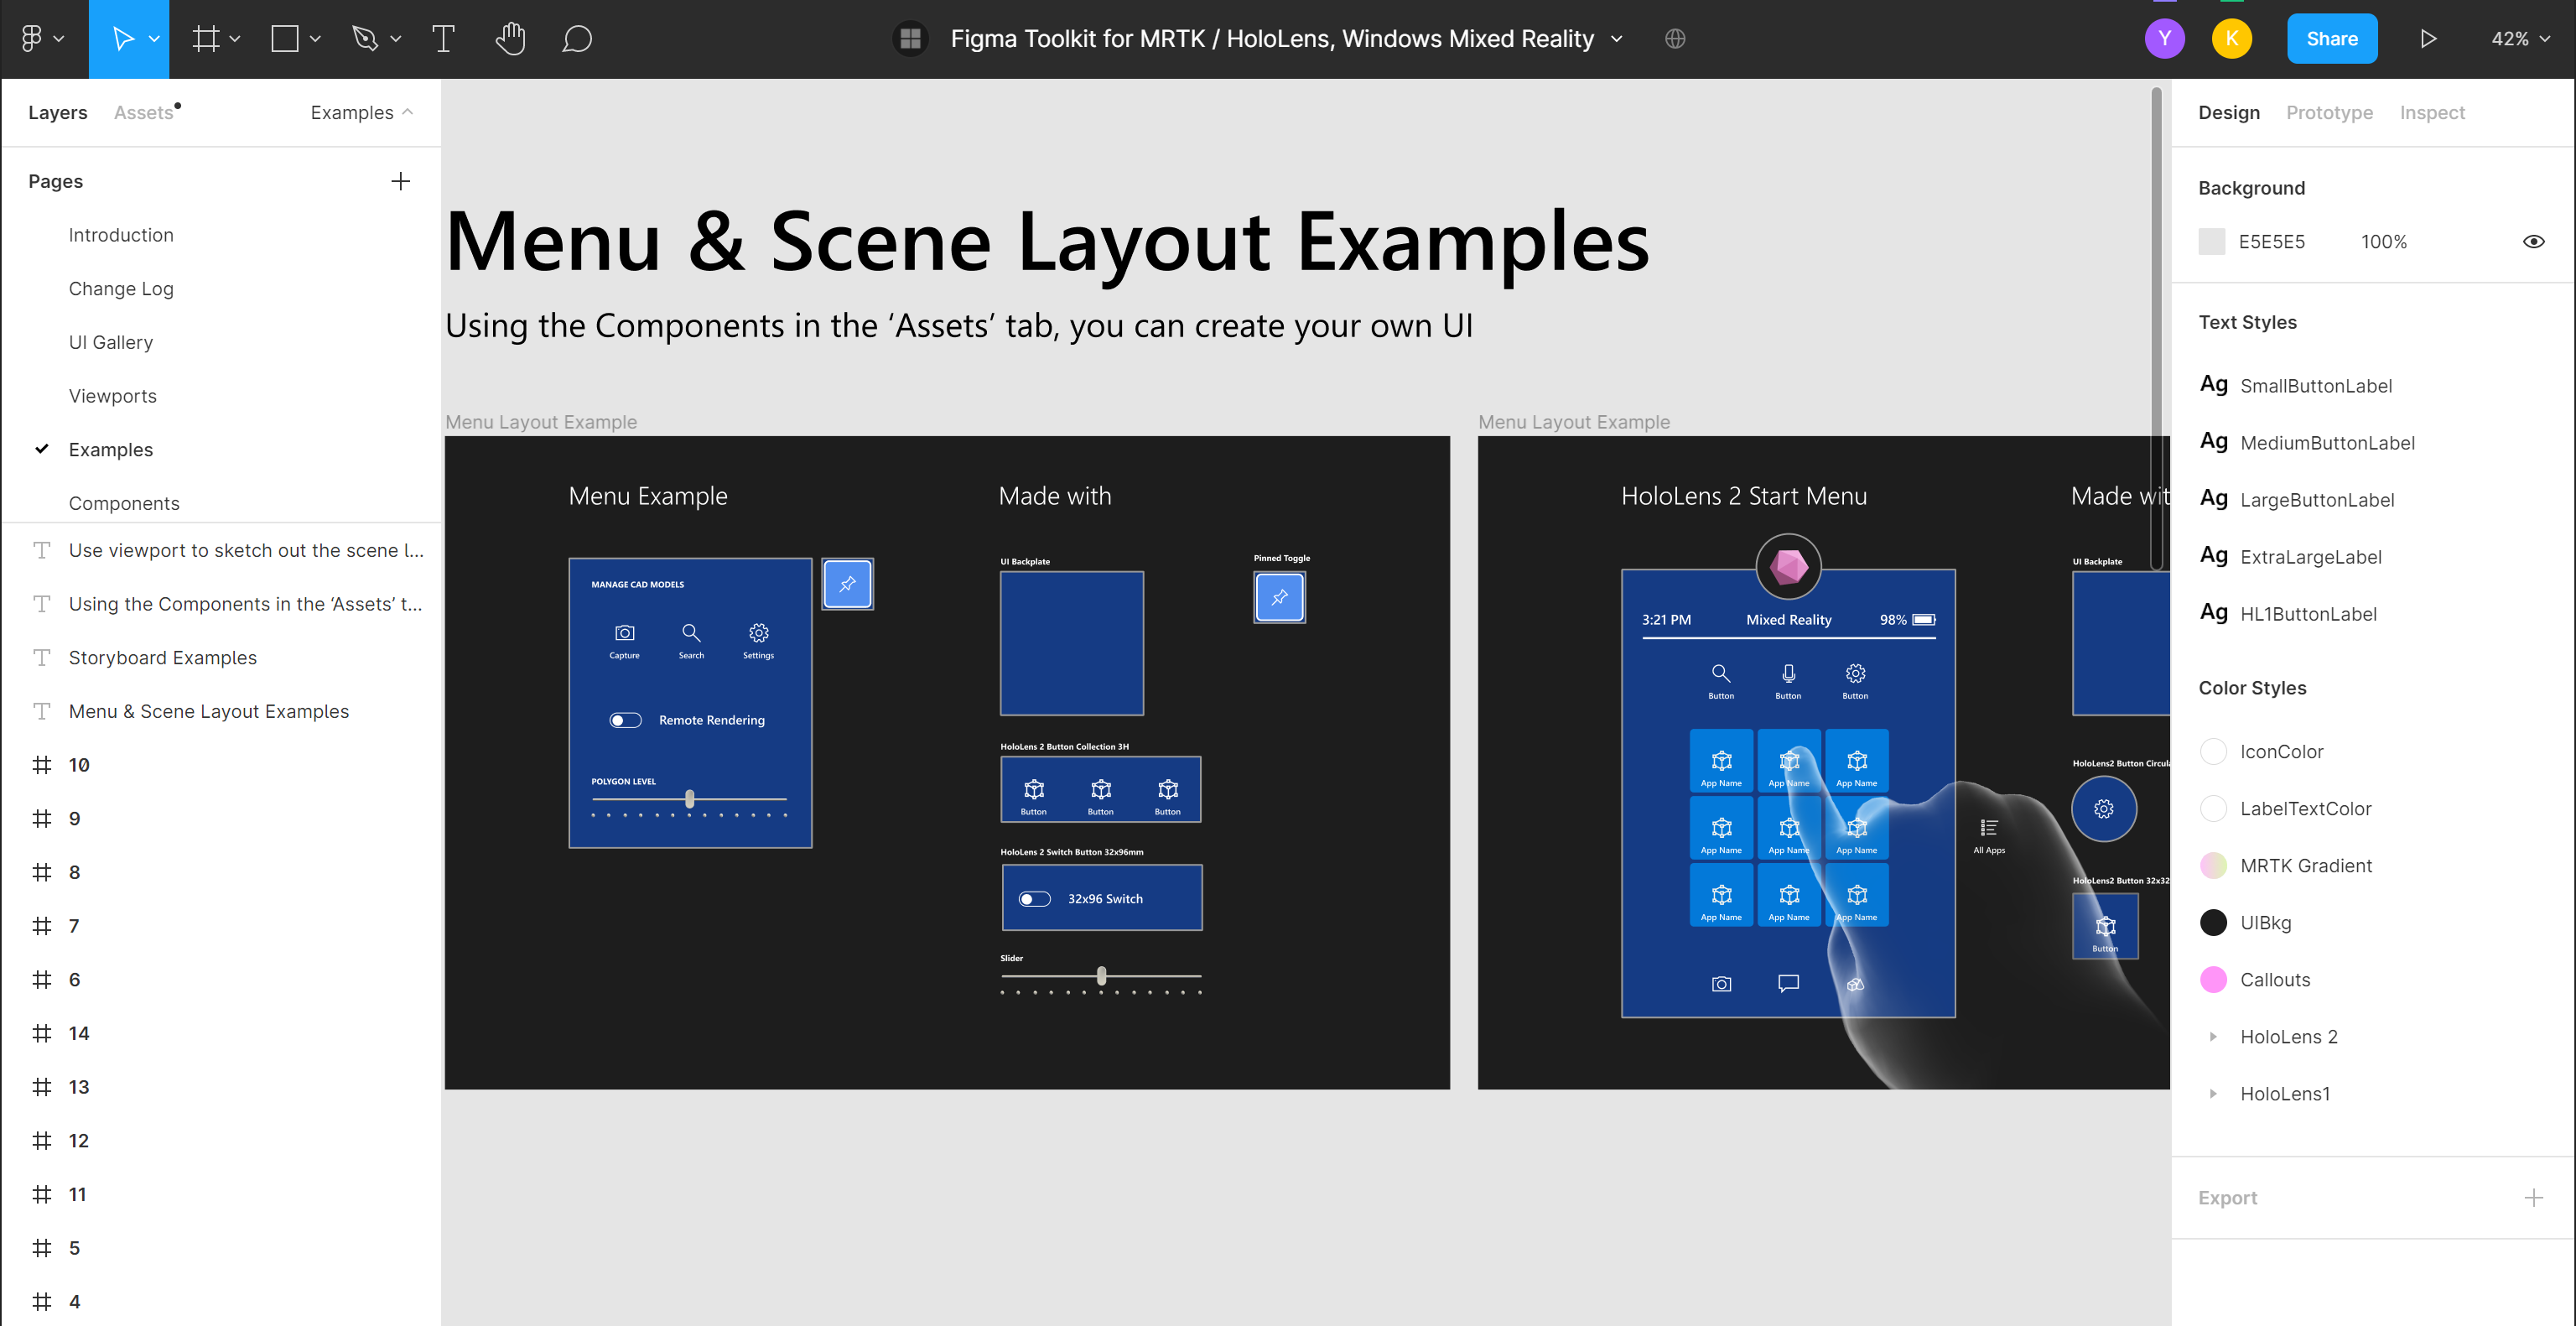 Figma Toolkit for MRTK / HoloLens, Windows Mixed Reality
Y
K
Share
42%
Layers
Assets
Examples
Pages
Introduction
Change Log
UI Gallery
Viewports
Examples
Components
Use viewport to sketch out the scene l...
Using the Components in the ‘Assets’ t...
Storyboard Examples
Menu & Scene Layout Examples
10
9
8
7
6
14
13
12
11
5
4
Menu & Scene Layout Examples
Using the Components in the ‘Assets’ tab, you can create your own UI
Menu Layout Example
Menu Example
MANAGE CAD MODELS
Capture
Search
Settings
Remote Rendering
POLYGON LEVEL
Made with
UI Backplate
Pinned Toggle
HoloLens 2 Button Collection 3H
Button
Button
Button
HoloLens 2 Switch Button 32x96mm
32x96 Switch
Slider
Menu Layout Example
HoloLens 2 Start Menu
3:21 PM
Mixed Reality
98%
Button
Button
Button
App Name
App Name
App Name
App Name
App Name
App Name
App Name
App Name
App Name
All Apps
Made wit
UI Backplate
HoloLens2 Button Circula
HoloLens2 Button 32x32
Button
Design
Prototype
Inspect
Background
E5E5E5
100%
Text Styles
Ag SmallButtonLabel
Ag MediumButtonLabel
Ag LargeButtonLabel
Ag ExtraLargeLabel
Ag HL1ButtonLabel
Color Styles
IconColor
LabelTextColor
MRTK Gradient
UIBkg
Callouts
HoloLens 2
HoloLens1
Export